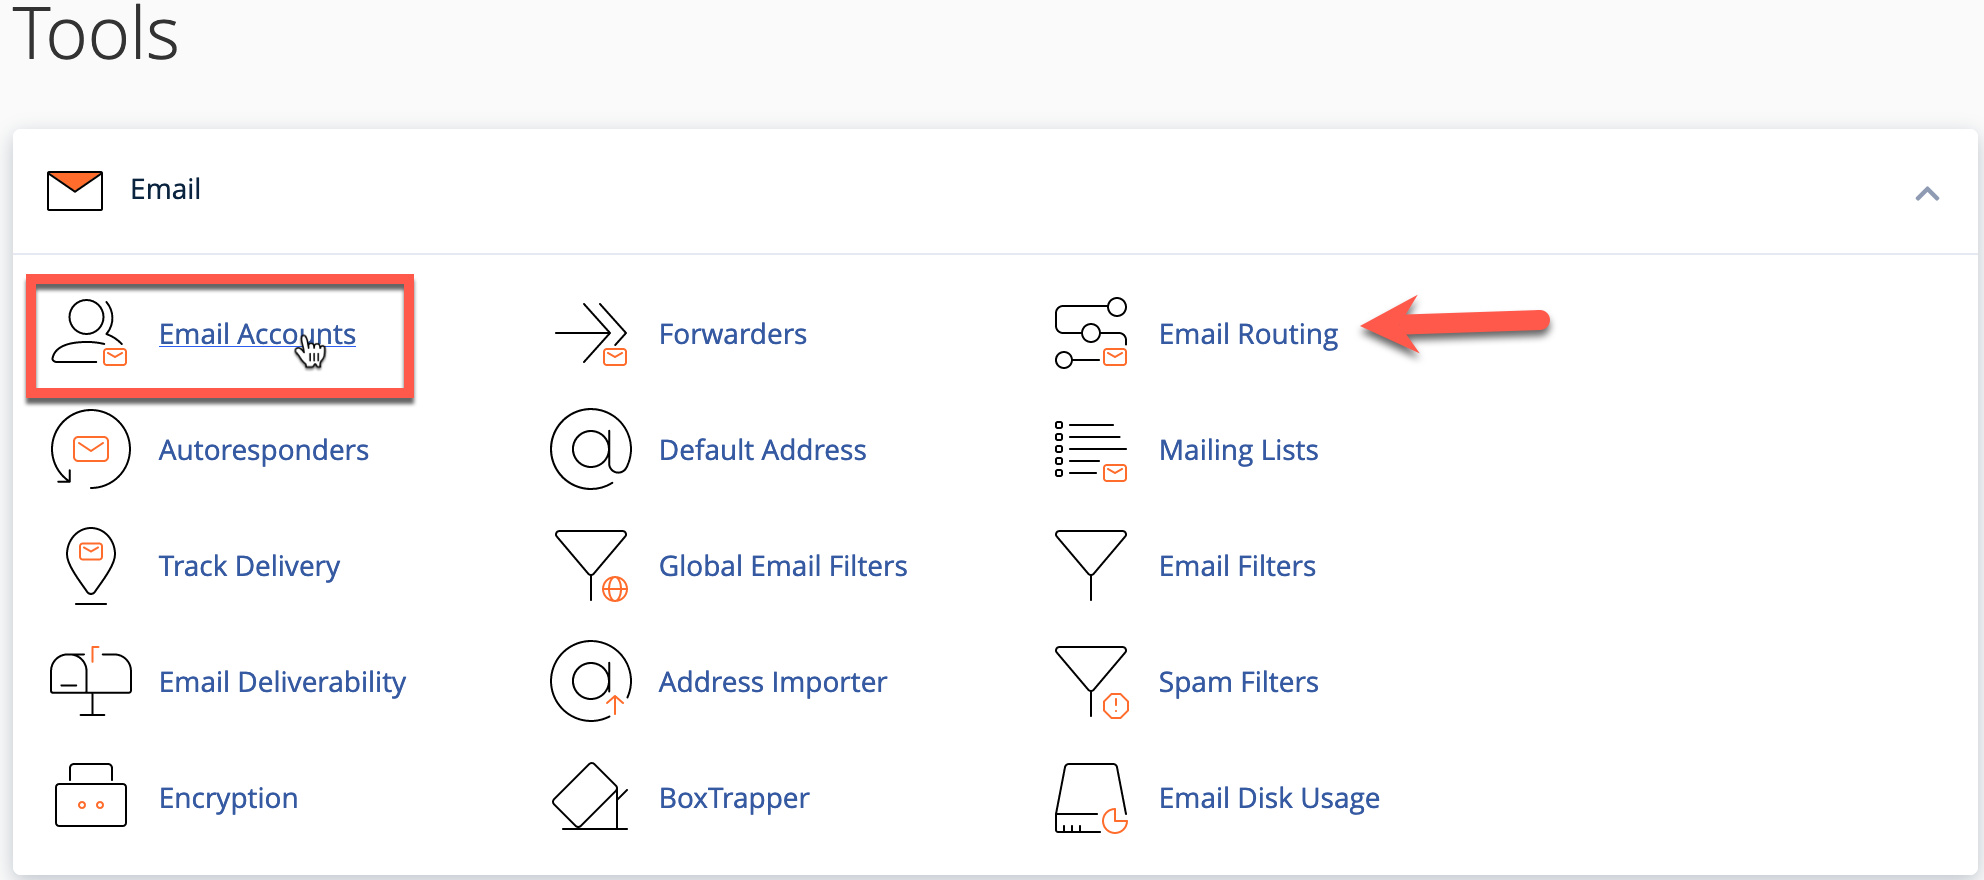 Tools
Email
Email Accounts
Forwarders
Email Routing
Autoresponders
Default Address
Mailing Lists
Track Delivery
Global Email Filters
Email Filters
Email Deliverability
Address Importer
Spam Filters
Encryption
BoxTrapper
Email Disk Usage